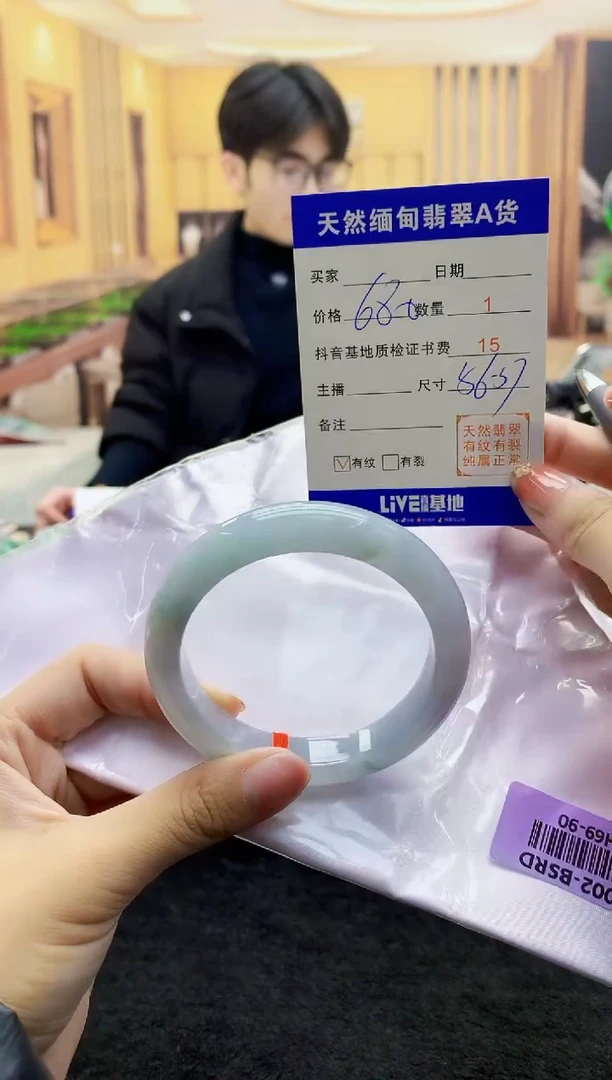 天然缅甸翡翠A货
买家 日期
价格 数量 1
抖音基地质检证书费 15
主播 尺寸 56-57
备注
天然翡翠
有纹有裂
纯属正常
☑有纹 ☐有裂
LiVE 基地
H69-90
002-BSRD